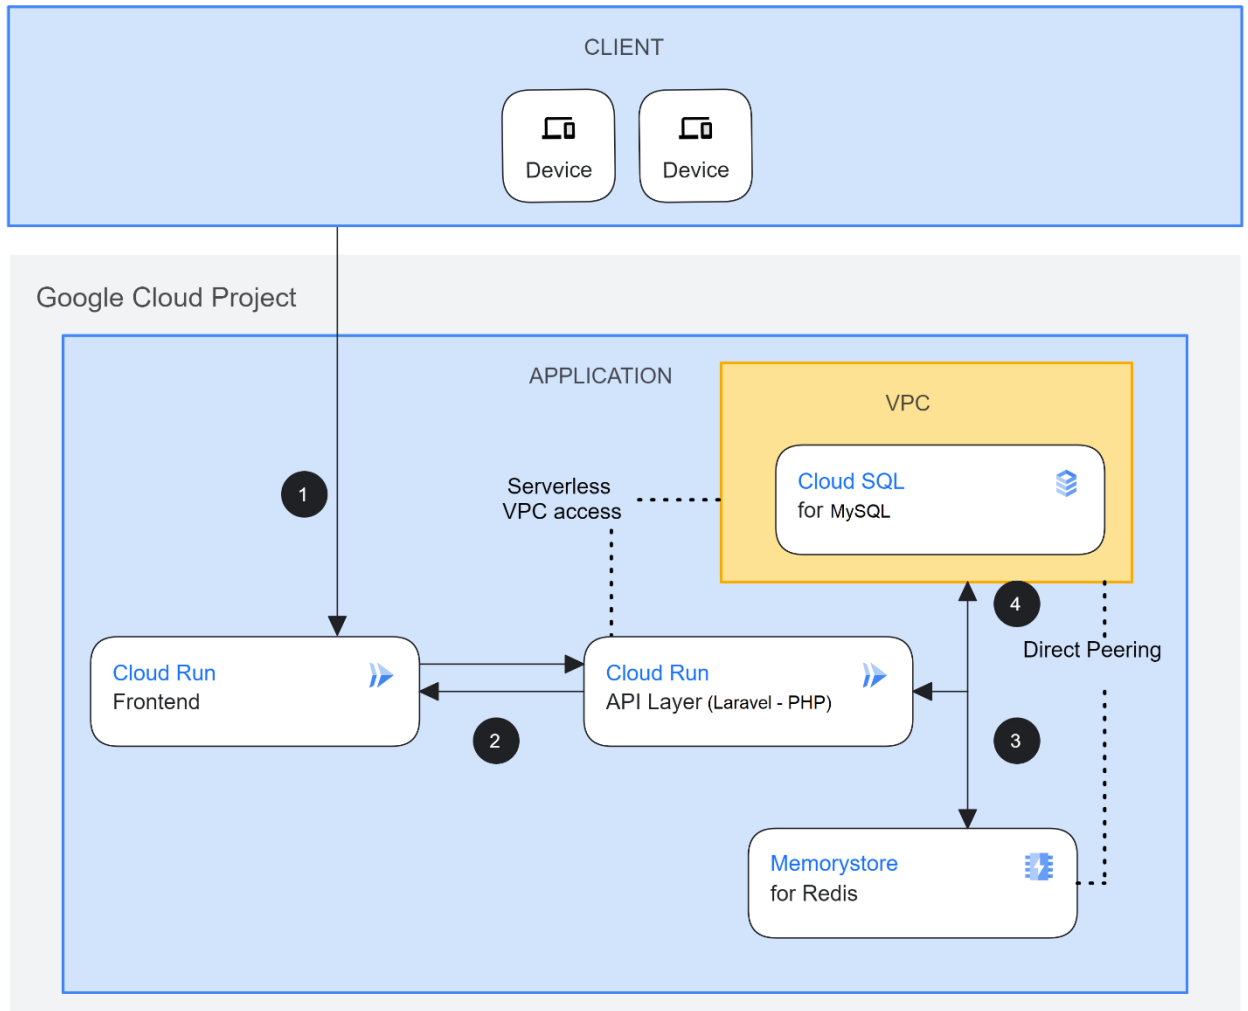 CLIENT
Device
Device
Google Cloud Project
APPLICATION
VPC
Serverless
VPC access
Cloud SQL
for MySQL
1
4
Direct Peering
Cloud Run
Frontend
Cloud Run
API Layer (Laravel - PHP)
2
3
Memorystore
for Redis